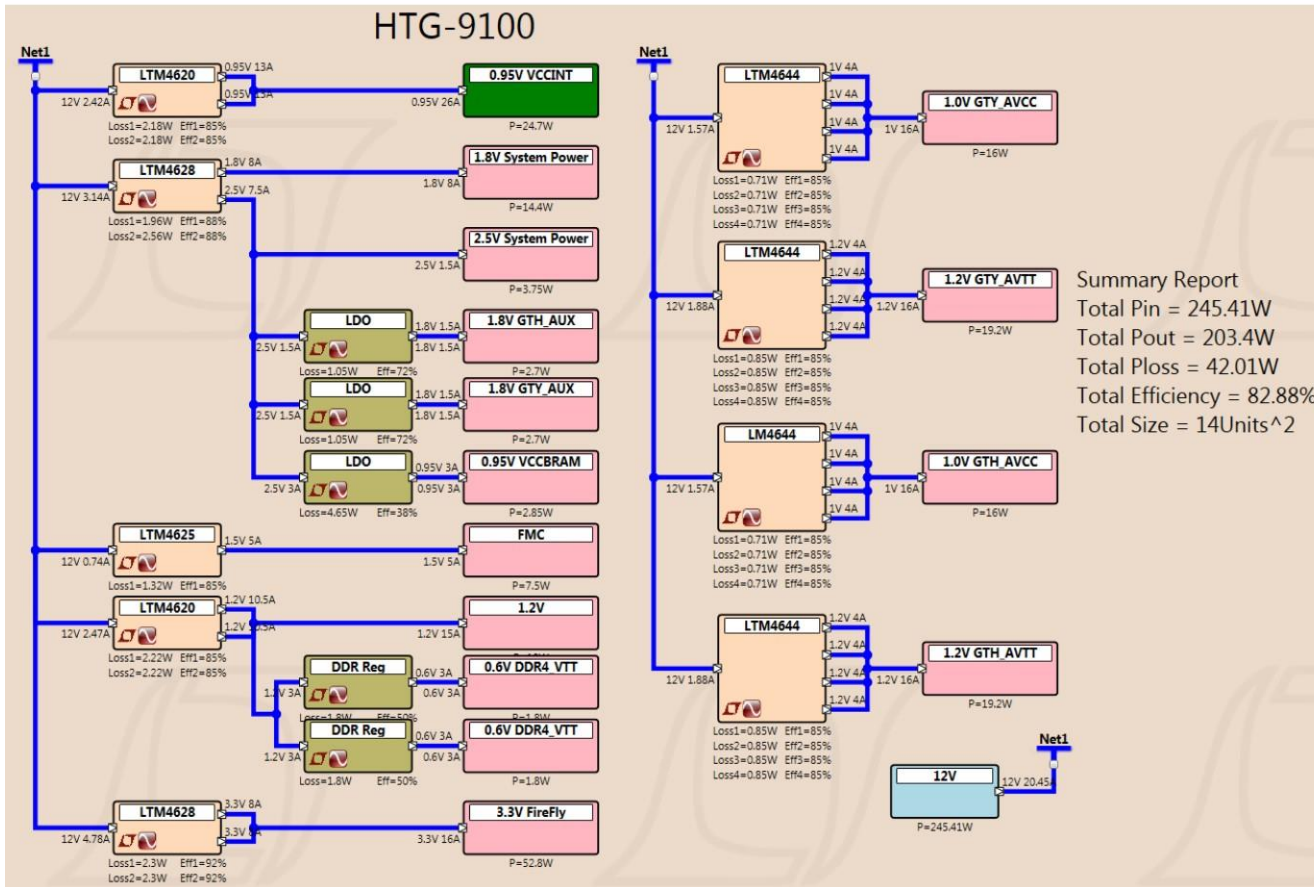 HTG-9100
Net1
LTM4620
0.95V 13A
0.95V 13A
12V 2.42A
Loss1=2.18W Eff1=85%
Loss2=2.18W Eff2=85%
0.95V VCCINT
0.95V 26A
P=24.7W
LTM4628
1.8V 8A
2.5V 7.5A
12V 3.14A
Loss1=1.96W Eff1=88%
Loss2=2.56W Eff2=88%
1.8V System Power
1.8V 8A
P=14.4W
2.5V System Power
2.5V 1.5A
P=3.75W
LDO
2.5V 1.5A
1.8V 1.5A
1.8V 1.5A
Loss=1.05W Eff=72%
1.8V GTH_AUX
P=2.7W
LDO
2.5V 1.5A
1.8V 1.5A
1.8V 1.5A
Loss=1.05W Eff=72%
1.8V GTY_AUX
P=2.7W
LDO
2.5V 3A
0.95V 3A
0.95V 3A
Loss=4.65W Eff=38%
0.95V VCCBRAM
P=2.85W
LTM4625
1.5V 5A
12V 0.74A
Loss1=1.32W Eff1=85%
FMC
1.5V 5A
P=7.5W
LTM4620
1.2V 10.5A
1.2V 10.5A
12V 2.47A
Loss1=2.22W Eff1=85%
Loss2=2.22W Eff2=85%
1.2V
1.2V 15A
DDR Reg
1.2V 3A
0.6V 3A
0.6V 3A
Loss=1.8W Eff=50%
0.6V DDR4_VTT
P=1.8W
DDR Reg
1.2V 3A
0.6V 3A
0.6V 3A
Loss=1.8W Eff=50%
0.6V DDR4_VTT
P=1.8W
LTM4628
3.3V 8A
3.3V 8A
12V 4.78A
Loss1=2.3W Eff1=92%
Loss2=2.3W Eff2=92%
3.3V FireFly
3.3V 16A
P=52.8W
Net1
LTM4644
1V 4A
1V 4A
1V 4A
1V 4A
12V 1.57A
Loss1=0.71W Eff1=85%
Loss2=0.71W Eff2=85%
Loss3=0.71W Eff3=85%
Loss4=0.71W Eff4=85%
1.0V GTY_AVCC
1V 16A
P=16W
LTM4644
1.2V 4A
1.2V 4A
1.2V 4A
1.2V 4A
12V 1.88A
Loss1=0.85W Eff1=85%
Loss2=0.85W Eff2=85%
Loss3=0.85W Eff3=85%
Loss4=0.85W Eff4=85%
1.2V GTY_AVTT
1.2V 16A
P=19.2W
LM4644
1V 4A
1V 4A
1V 4A
1V 4A
12V 1.57A
Loss1=0.71W Eff1=85%
Loss2=0.71W Eff2=85%
Loss3=0.71W Eff3=85%
Loss4=0.71W Eff4=85%
1.0V GTH_AVCC
1V 16A
P=16W
LTM4644
1.2V 4A
1.2V 4A
1.2V 4A
1.2V 4A
12V 1.88A
Loss1=0.85W Eff1=85%
Loss2=0.85W Eff2=85%
Loss3=0.85W Eff3=85%
Loss4=0.85W Eff4=85%
1.2V GTH_AVTT
1.2V 16A
P=19.2W
Net1
12V
12V 20.45A
P=245.41W
Summary Report
Total Pin = 245.41W
Total Pout = 203.4W
Total Ploss = 42.01W
Total Efficiency = 82.88%
Total Size = 14Units^2